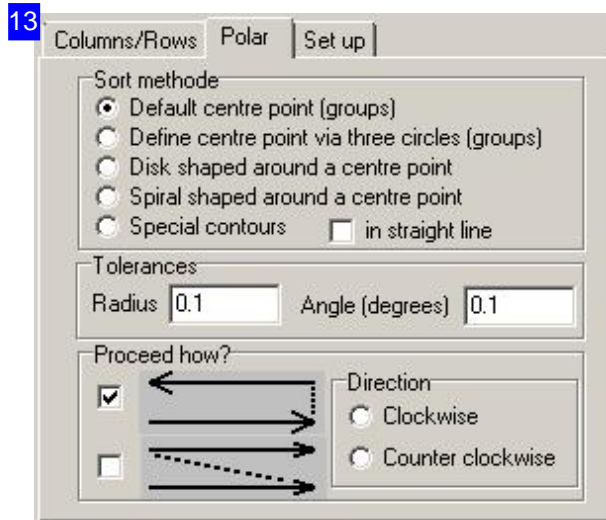 13
Columns/Rows Polar Set up
Sort methode
Default centre point (groups)
Define centre point via three circles (groups)
Disk shaped around a centre point
Spiral shaped around a centre point
Special contours in straight line
Tolerances
Radius 0.1 Angle (degrees) 0.1
Proceed how?
Direction
Clockwise
Counter clockwise